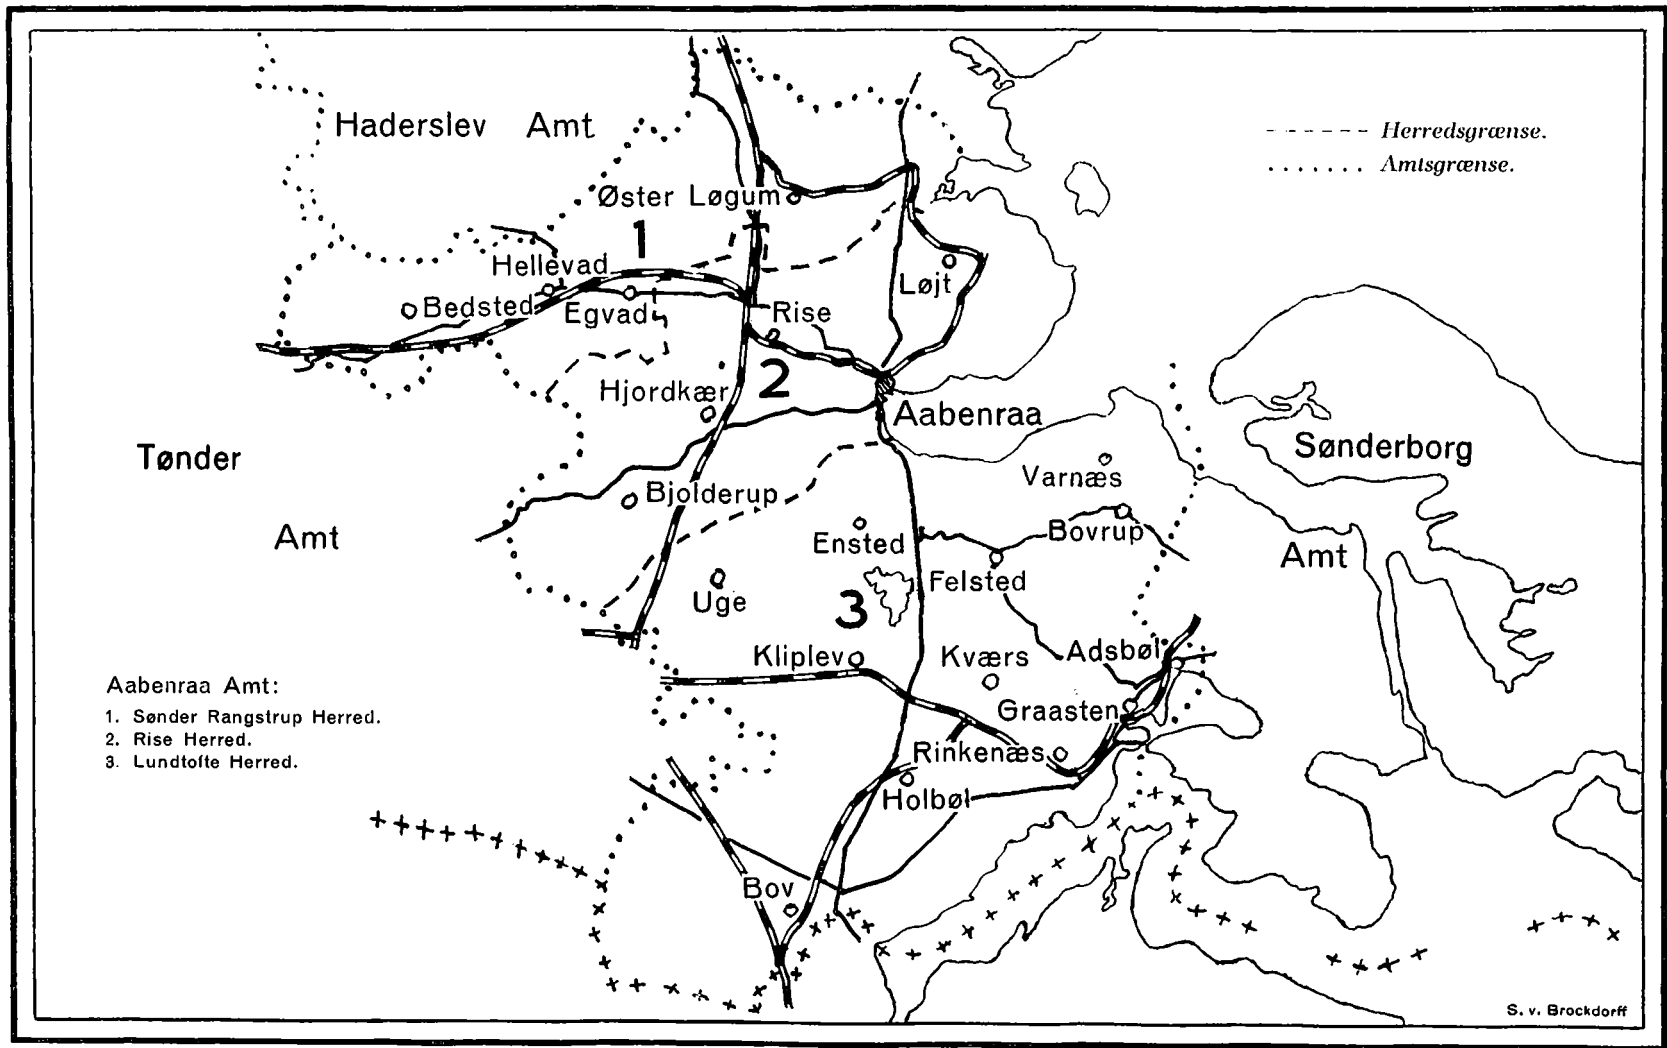 Haderslev Amt
Herredsgrænse.
Amtsgrænse.
Øster Løgum
1
Hellevad
Løjt
Bedsted
Egvad
Rise
2
Hjordkær
Aabenraa
Tønder
Amt
Sønderborg
Amt
Varnæs
Bjolderup
Bovrup
Ensted
Felsted
Uge
3
Kliplev
Kværs
Adsbøl
Graasten
Rinkenæs
Holbøl
Bov
Aabenraa Amt:
1. Sønder Rangstrup Herred.
2. Rise Herred.
3. Lundtofte Herred.
S. v. Brockdorff